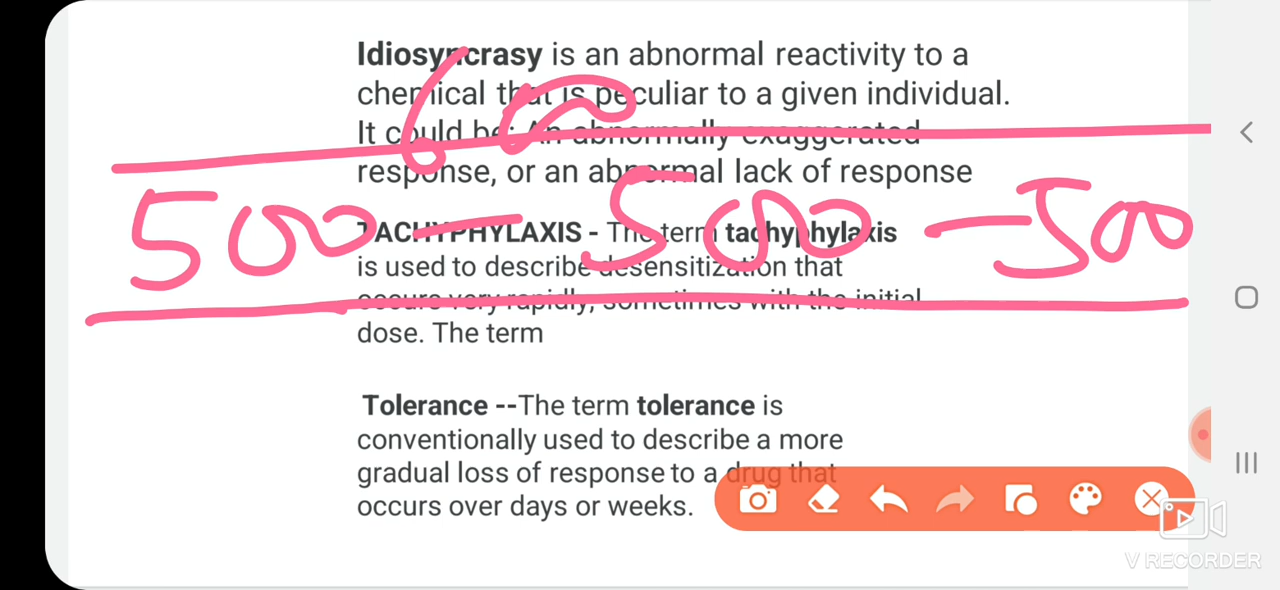 Idiosyncrasy is an abnormal reactivity to a
chemical that is peculiar to a given individual.
It could be: An abnormally exaggerated
response, or an abnormal lack of response
500 - 500 - 500
TACHYPHYLAXIS - The term tachyphylaxis
is used to describe desensitization that
occurs very rapidly, sometimes with the initial
dose. The term
Tolerance --The term tolerance is
conventionally used to describe a more
gradual loss of response to a drug that
occurs over days or weeks.
V RECORDER